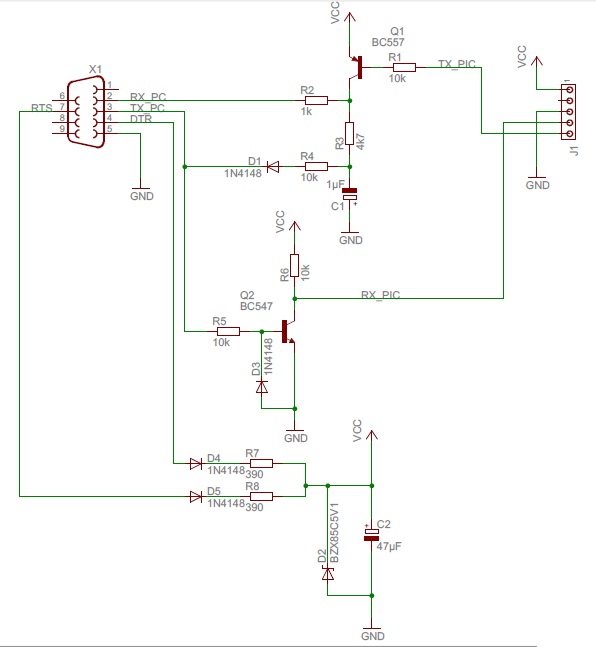 VCC
Q1
BC557
R1
10k
TX_PIC
VCC
X1
1
6
2
RX_PC
R2
1k
RTS
7
3
TX_PC
8
4
DTR
9
5
R3
4k7
1
J1
D1
1N4148
R4
10k
GND
1µF
C1
+
GND
GND
VCC
R6
10k
Q2
BC547
RX_PIC
R5
10k
D3
1N4148
GND
VCC
D4
1N4148
R7
390
D5
1N4148
R8
390
D2
BZX85C5V1
+
C2
47µF
GND